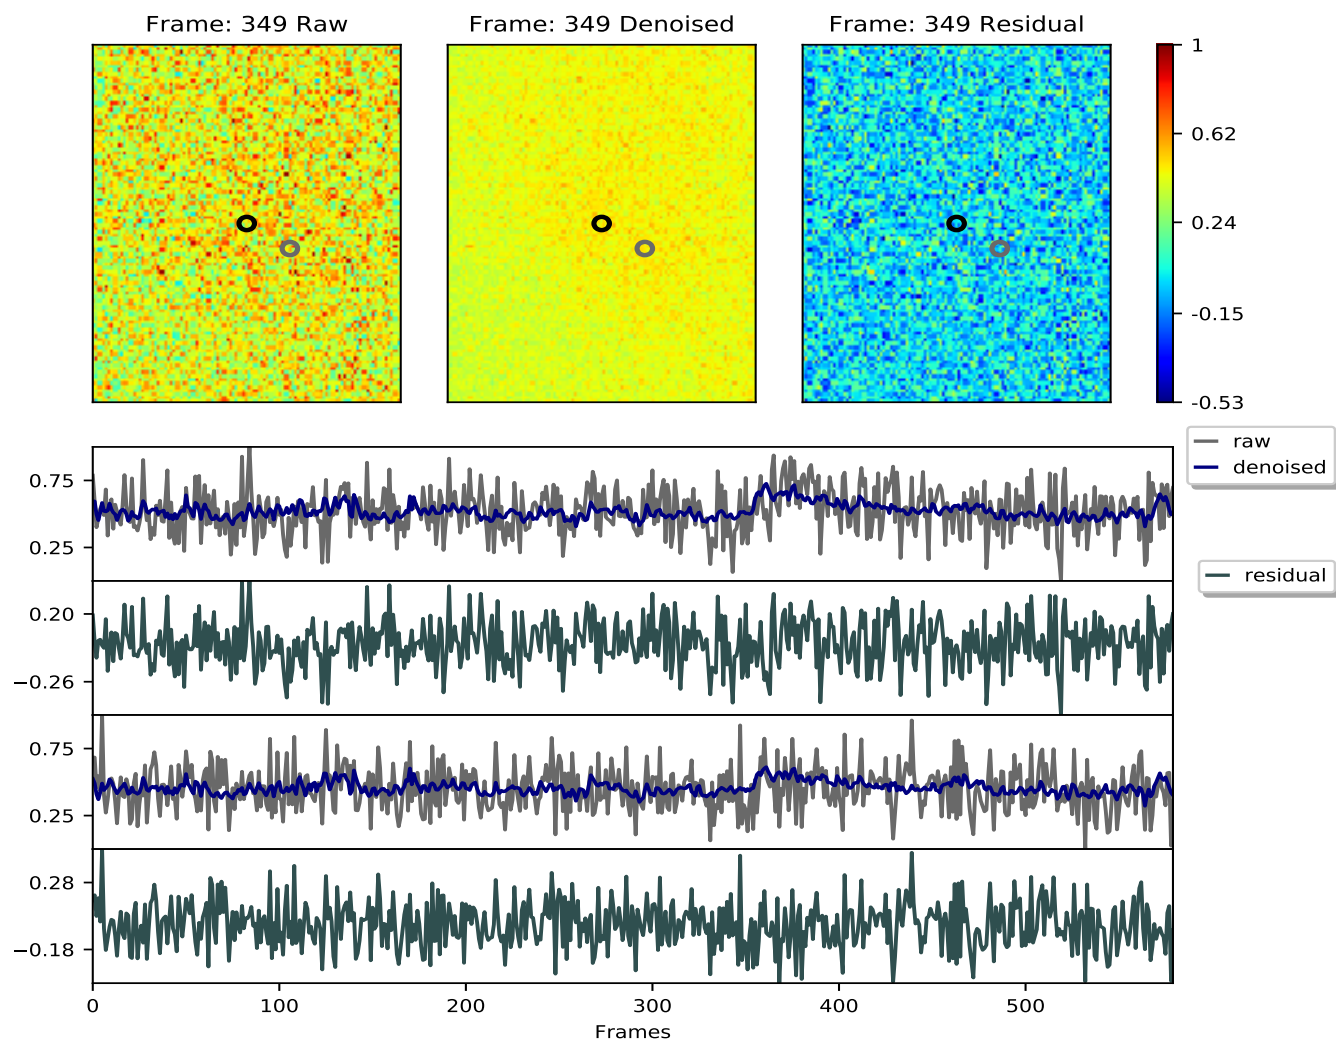 Frame: 349 Raw
Frame: 349 Denoised
Frame: 349 Residual
1
0.62
0.24
-0.15
-0.53
raw
denoised
0.75
0.25
residual
0.20
−0.26
0.75
0.25
0.28
−0.18
0
100
200
300
400
500
Frames